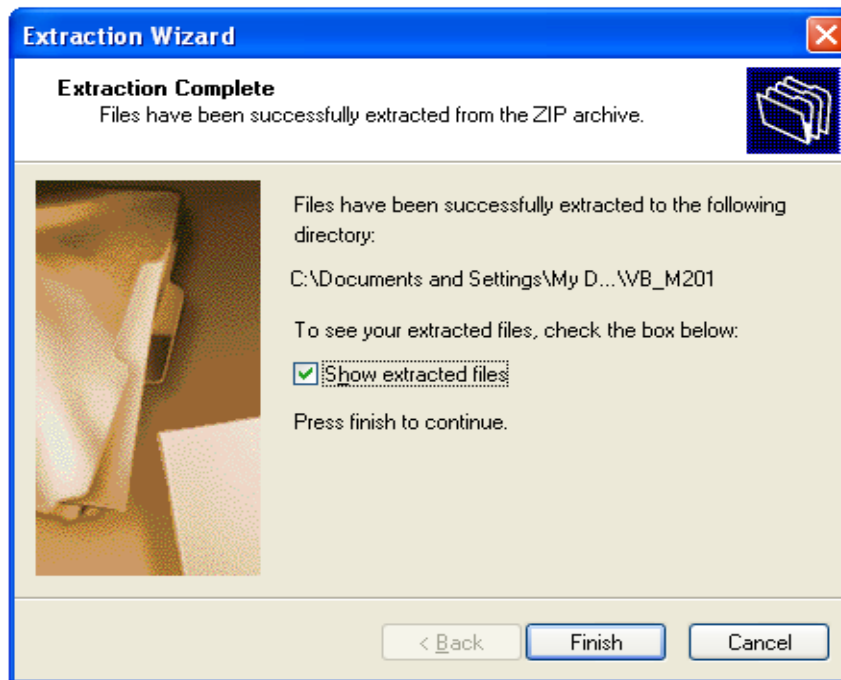 Extraction Wizard
Extraction Complete
Files have been successfully extracted from the ZIP archive.
Files have been successfully extracted to the following
directory:
C:\Documents and Settings\My D...\VB_M201
To see your extracted files, check the box below:
Show extracted files
Press finish to continue.
< Back Finish Cancel